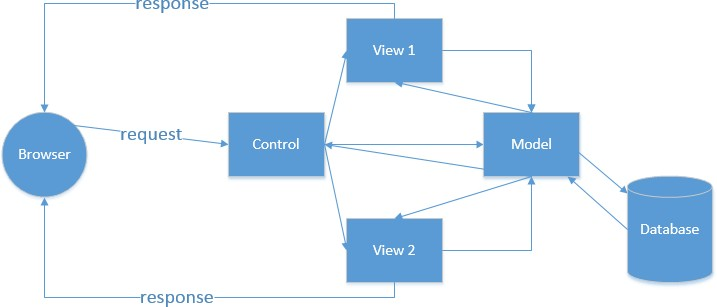 response
View 1
request
Control
Model
Browser
Database
View 2
response